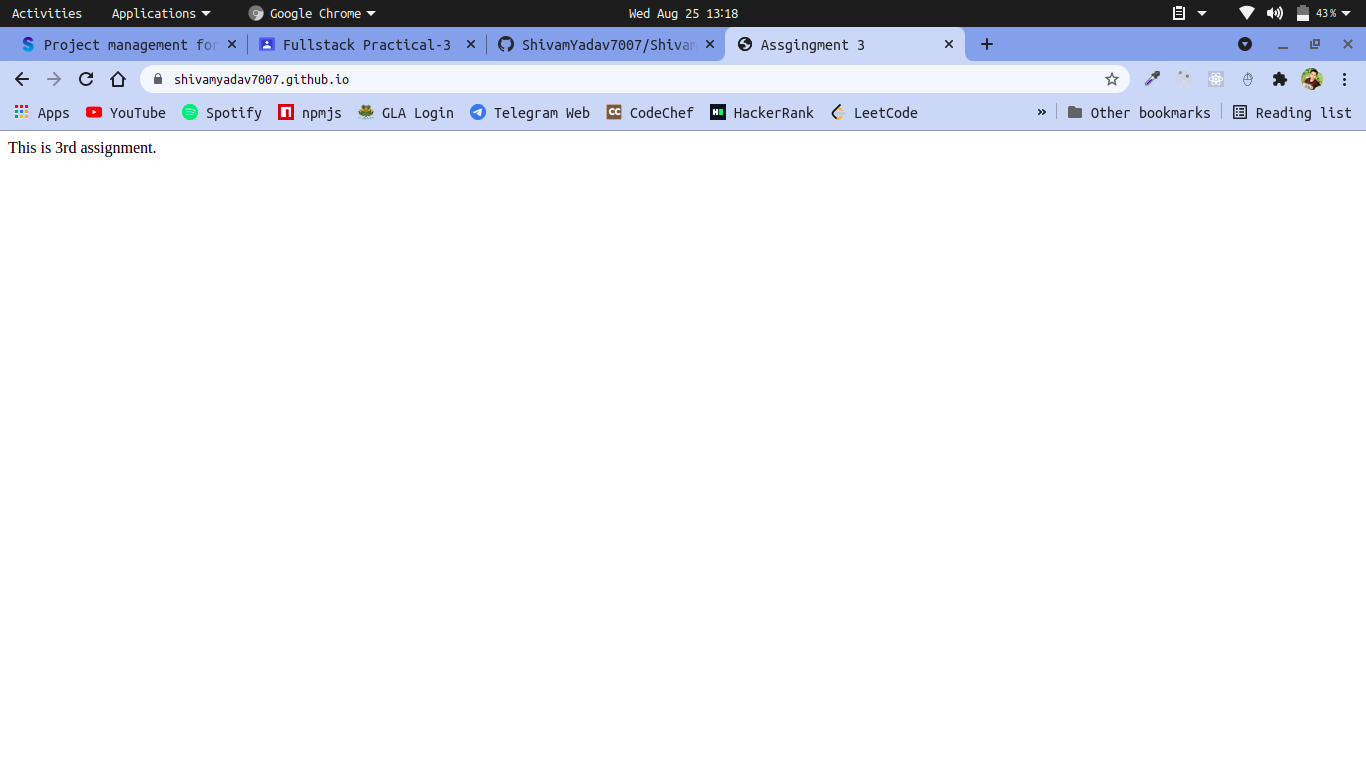 Activities Applications Google Chrome Wed Aug 25 13:18 43%
Project management for Fullstack Practical-3 ShivamYadav7007/Shivam Assgingment 3
shivamyadav7007.github.io
Apps YouTube Spotify npmjs GLA Login Telegram Web CC CodeChef H HackerRank LeetCode » Other bookmarks Reading list
This is 3rd assignment.